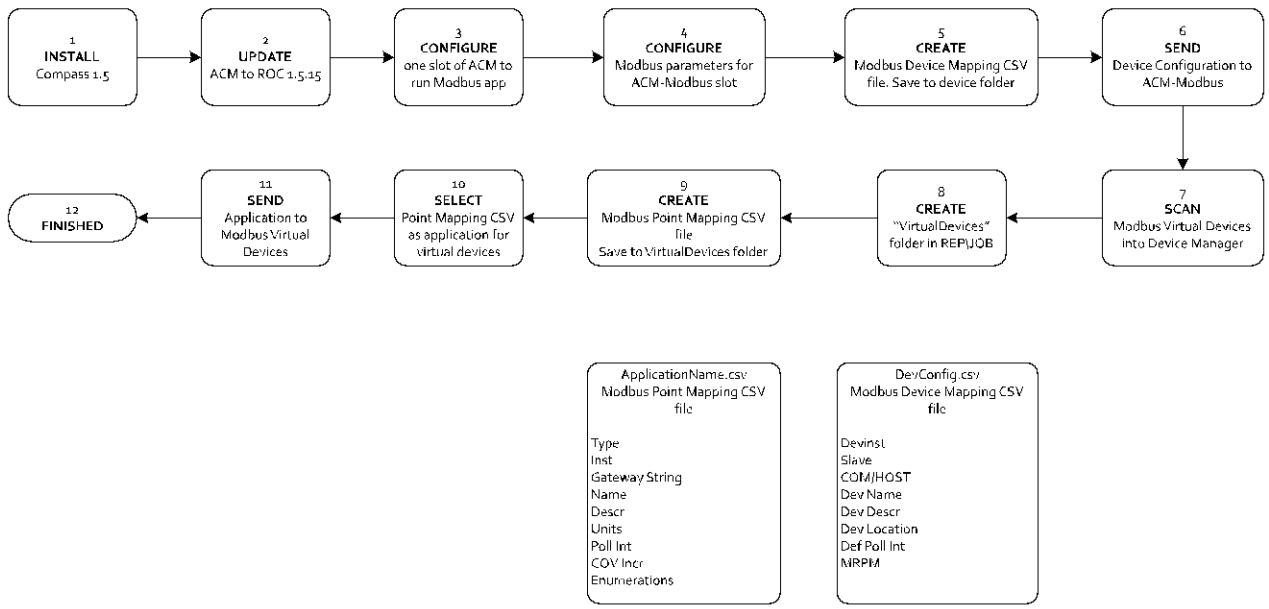 1
INSTALL
Compass 1.5
2
UPDATE
ACM to ROC 1.5.15
3
CONFIGURE
one slot of ACM to
run Modbus app
4
CONFIGURE
Modbus parameters for
ACM-Modbus slot
5
CREATE
Modbus Device Mapping CSV
file. Save to device folder
6
SEND
Device Configuration to
ACM-Modbus
7
SCAN
Modbus Virtual Devices
into Device Manager
8
CREATE
"VirtualDevices"
folder in REP\JOB
9
CREATE
Modbus Point Mapping CSV
file
Save to VirtualDevices folder
10
SELECT
Point Mapping CSV
as application for
virtual devices
11
SEND
Application to
Modbus Virtual
Devices
12
FINISHED
ApplicationName.csv
Modbus Point Mapping CSV
file
Type
Inst
Gateway String
Name
Descr
Units
Poll Int
COV Incr
Enumerations
DevConfig.csv
Modbus Device Mapping CSV
file
Devinst
Slave
COM/HOST
Dev Name
Dev Descr
Dev Location
Def Poll Int
MRPM